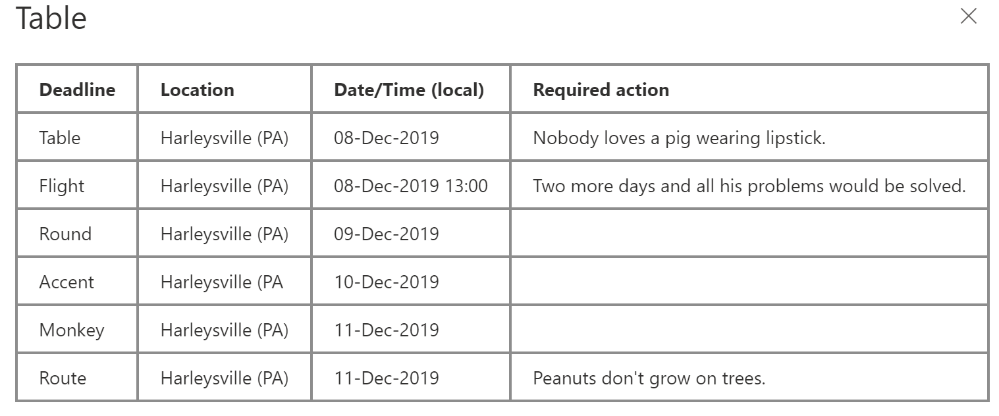 Table
Deadline Location Date/Time (local) Required action
Table Harleysville (PA) 08-Dec-2019 Nobody loves a pig wearing lipstick.
Flight Harleysville (PA) 08-Dec-2019 13:00 Two more days and all his problems would be solved.
Round Harleysville (PA) 09-Dec-2019
Accent Harleysville (PA 10-Dec-2019
Monkey Harleysville (PA) 11-Dec-2019
Route Harleysville (PA) 11-Dec-2019 Peanuts don't grow on trees.